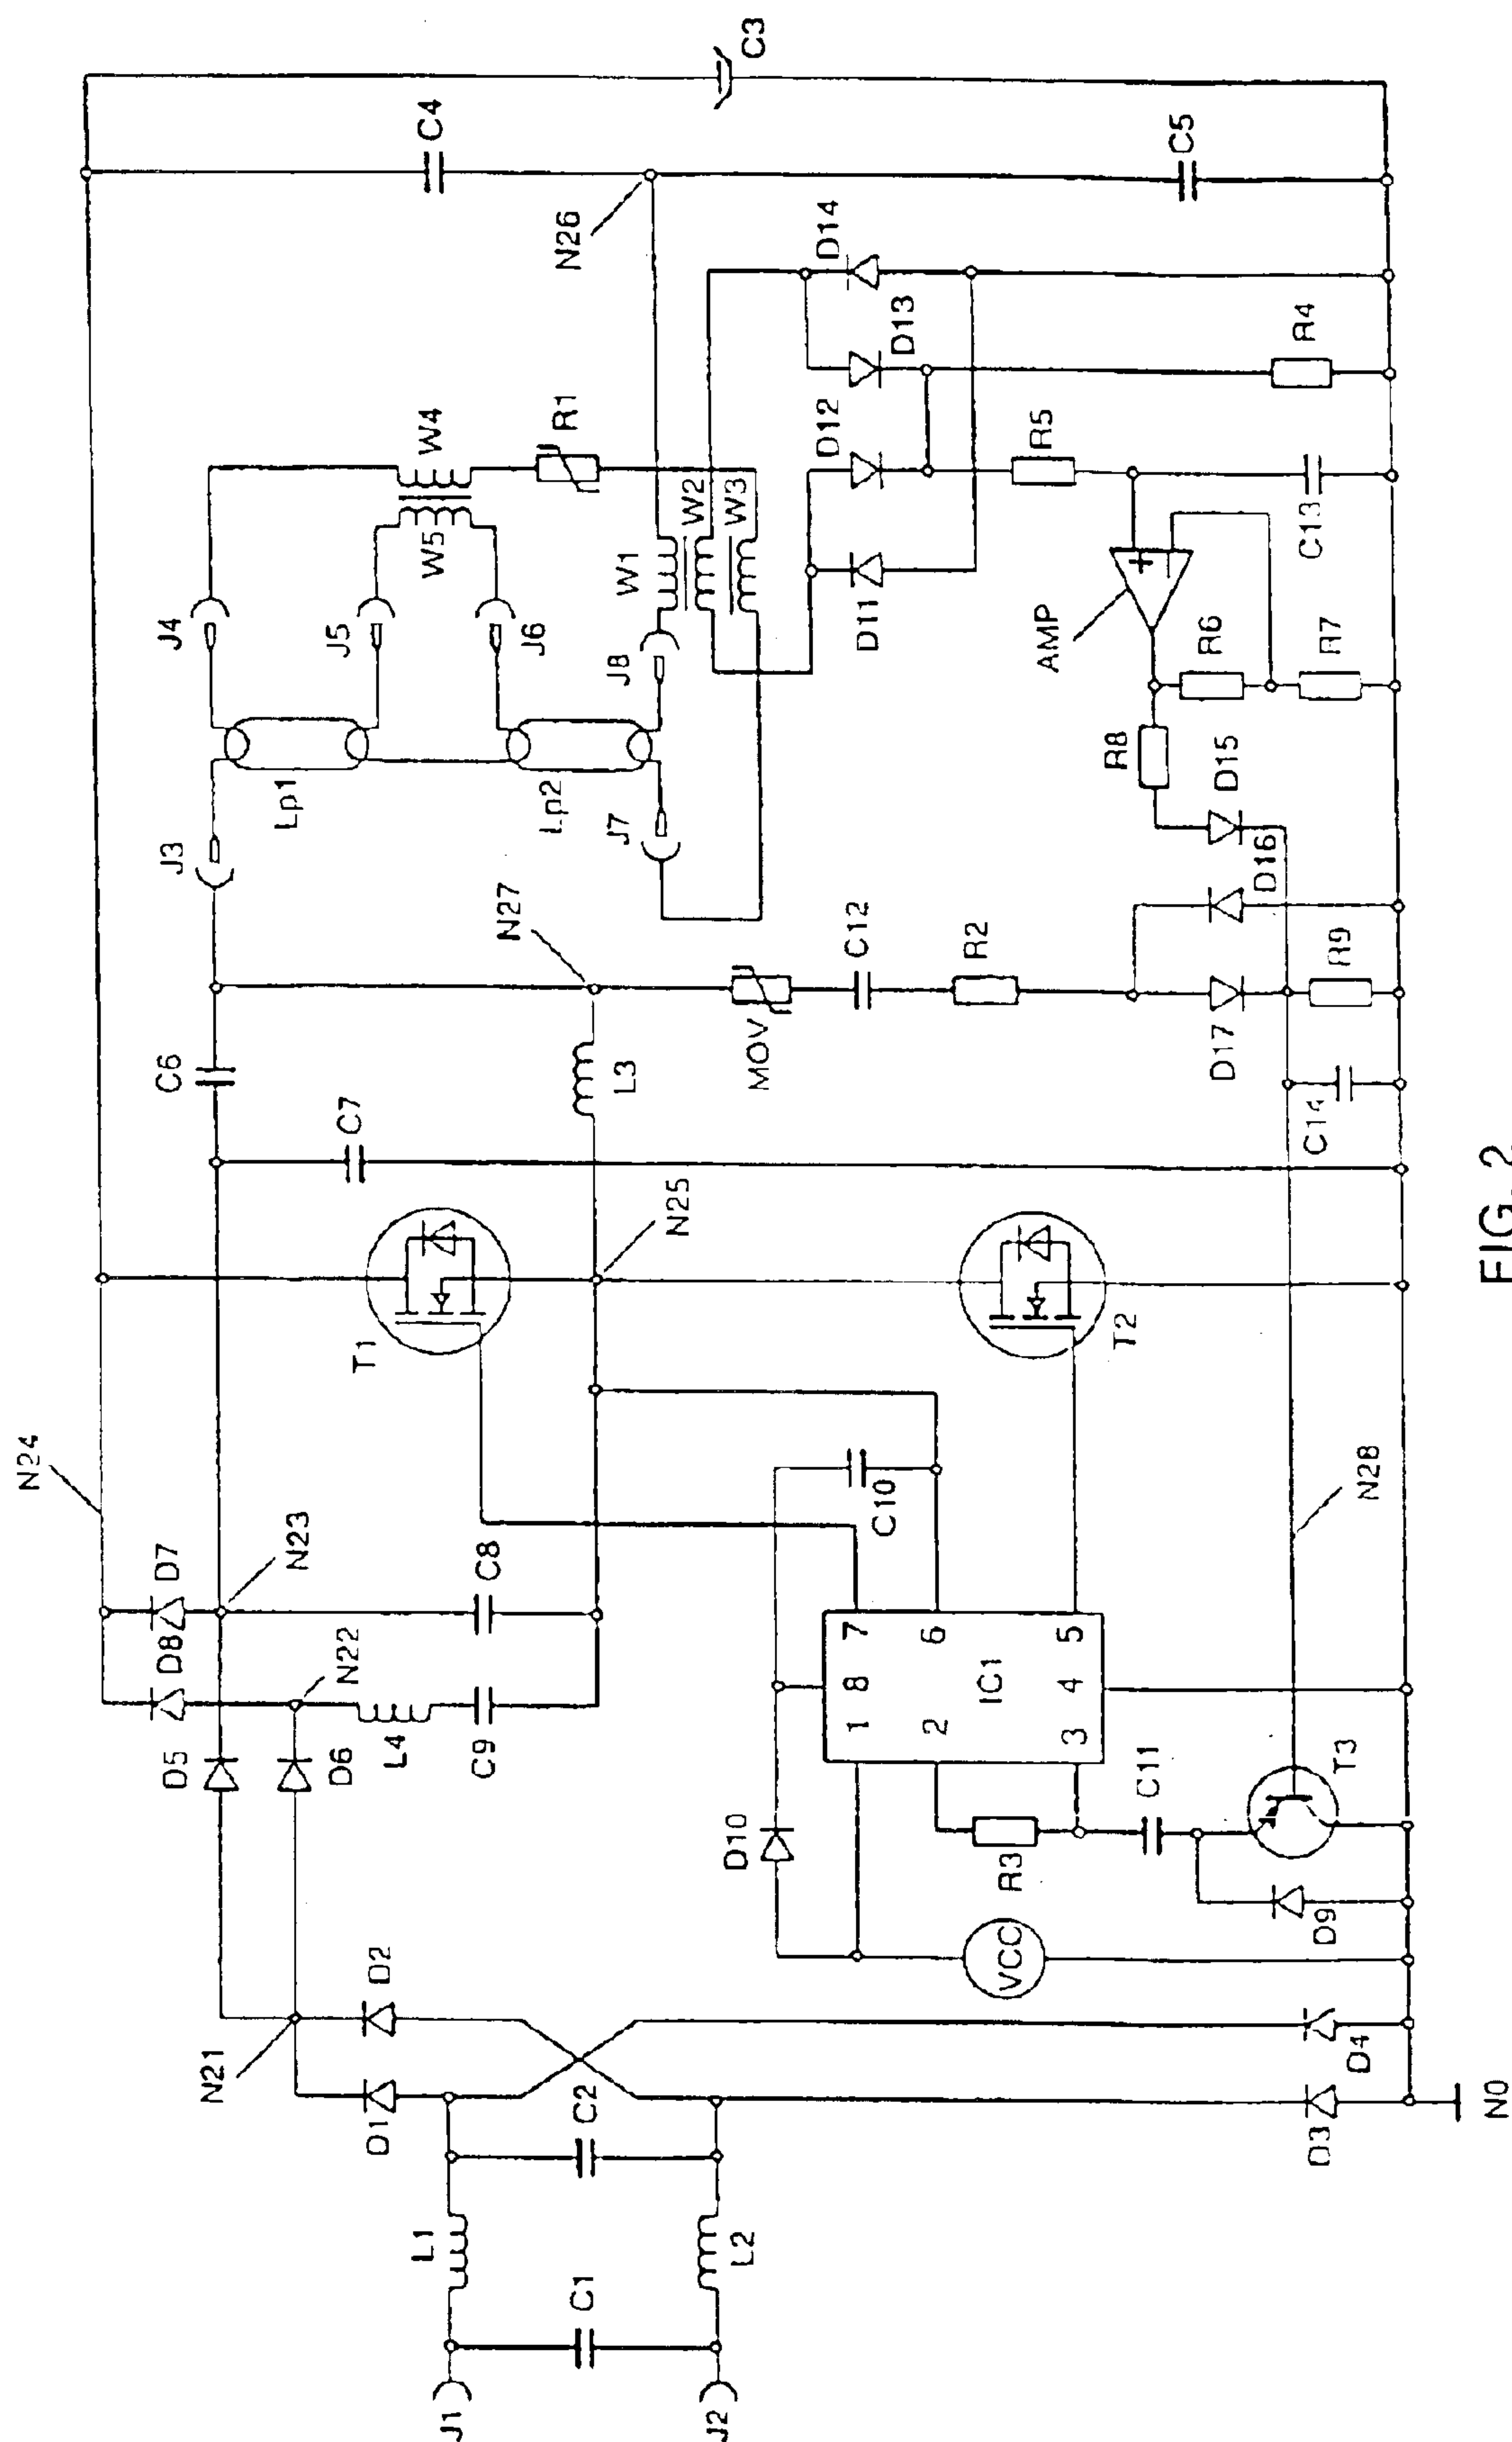 N24
C3
C4
N26
D14
D13
D12
R4
R1
W4
W5
W2
W3
W1
R5
C13
D11
AMP
R6
R7
J4
J5
J6
J8
Lp1
Lp2
J7
J3
R8
D15
D16
N27
C12
R2
R9
C5
C6
C7
L3
MOV
D17
C14
N25
T1
T2
C10
N28
D7
N23
C8
D8
N22
D5
D6
L4
C9
7
6
5
8
IC1
4
1
2
3
D10
R3
C11
T3
D9
VCC
D2
N21
D1
D4
D3
N0
C2
L1
L2
C1
J1
J2
FIG. 2